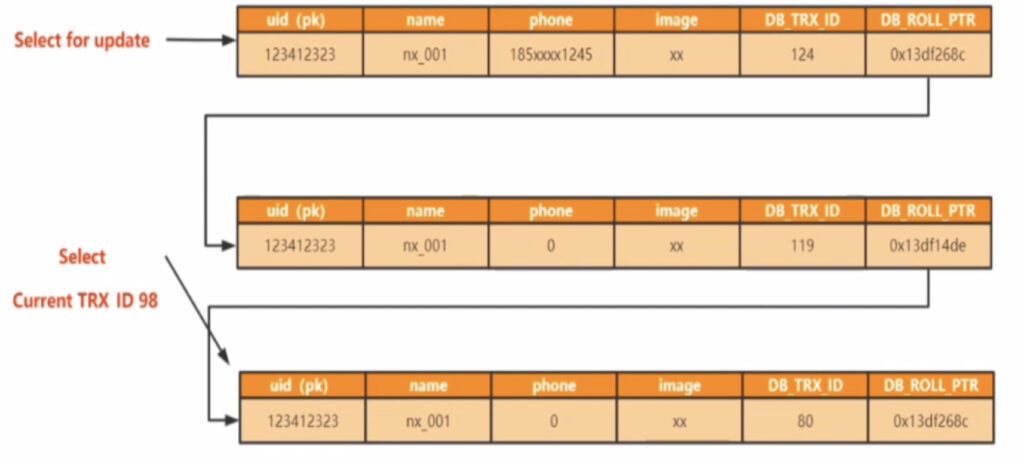 uid (pk) name phone image DB_TRX_ID DB_ROLL_PTR
Select for update
123412323 nx_001 185xxxx1245 xx 124 0x13df268c
uid (pk) name phone image DB_TRX_ID DB_ROLL_PTR
123412323 nx_001 0 xx 119 0x13df14de
Select
Current TRX ID 98
uid (pk) name phone image DB_TRX_ID DB_ROLL_PTR
123412323 nx_001 0 xx 80 0x13df268c